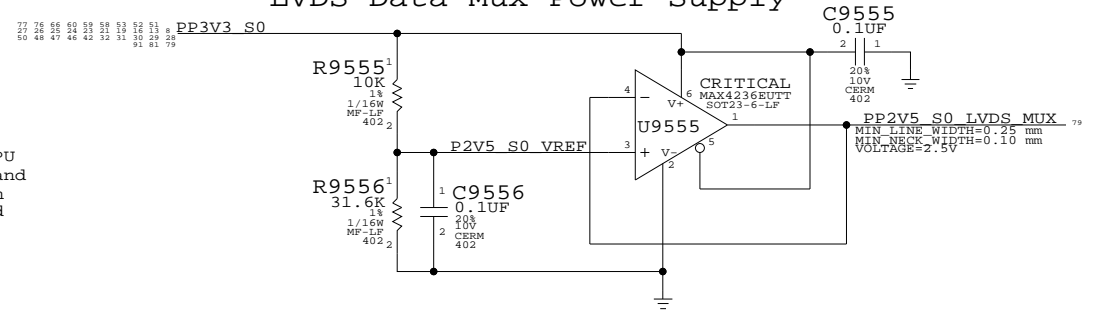 LVDS Data Mux Power Supply
77 76 66 60 59 58 53 52 51
27 26 25 24 23 21 19 16 13 8
50 48 47 46 42 32 31 30 29 28
91 81 79
PP3V3_S0
C9555
0.1UF
2 1
20%
10V
CERM
402
R9555
1
10K
1%
1/16W
MF-LF
402
2
CRITICAL
MAX4236EUTT
SOT23-6-LF
4
6
V+
U9555
1
5
3
V-
2
PP2V5_S0_LVDS_MUX
79
MIN_LINE_WIDTH=0.25 mm
MIN_NECK_WIDTH=0.10 mm
VOLTAGE=2.5V
P2V5_S0_VREF
PU
and
R9556
1
31.6K
1%
1/16W
MF-LF
402
2
1
C9556
0.1UF
20%
10V
2
CERM
402